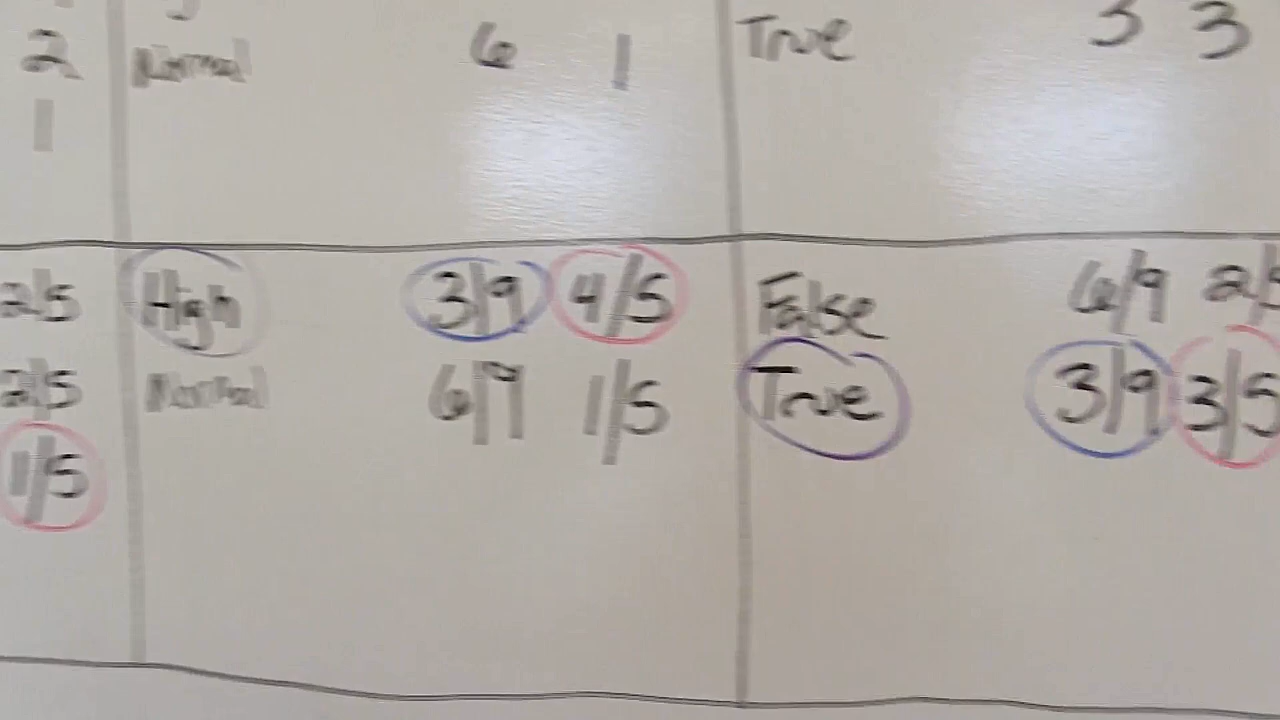 2 Normal 6 1 True 3 3
1
2/5 High 3/9 4/5 False 6/9 2/5
2/5 Normal 6/9 1/5 True 3/9 3/5
1/5